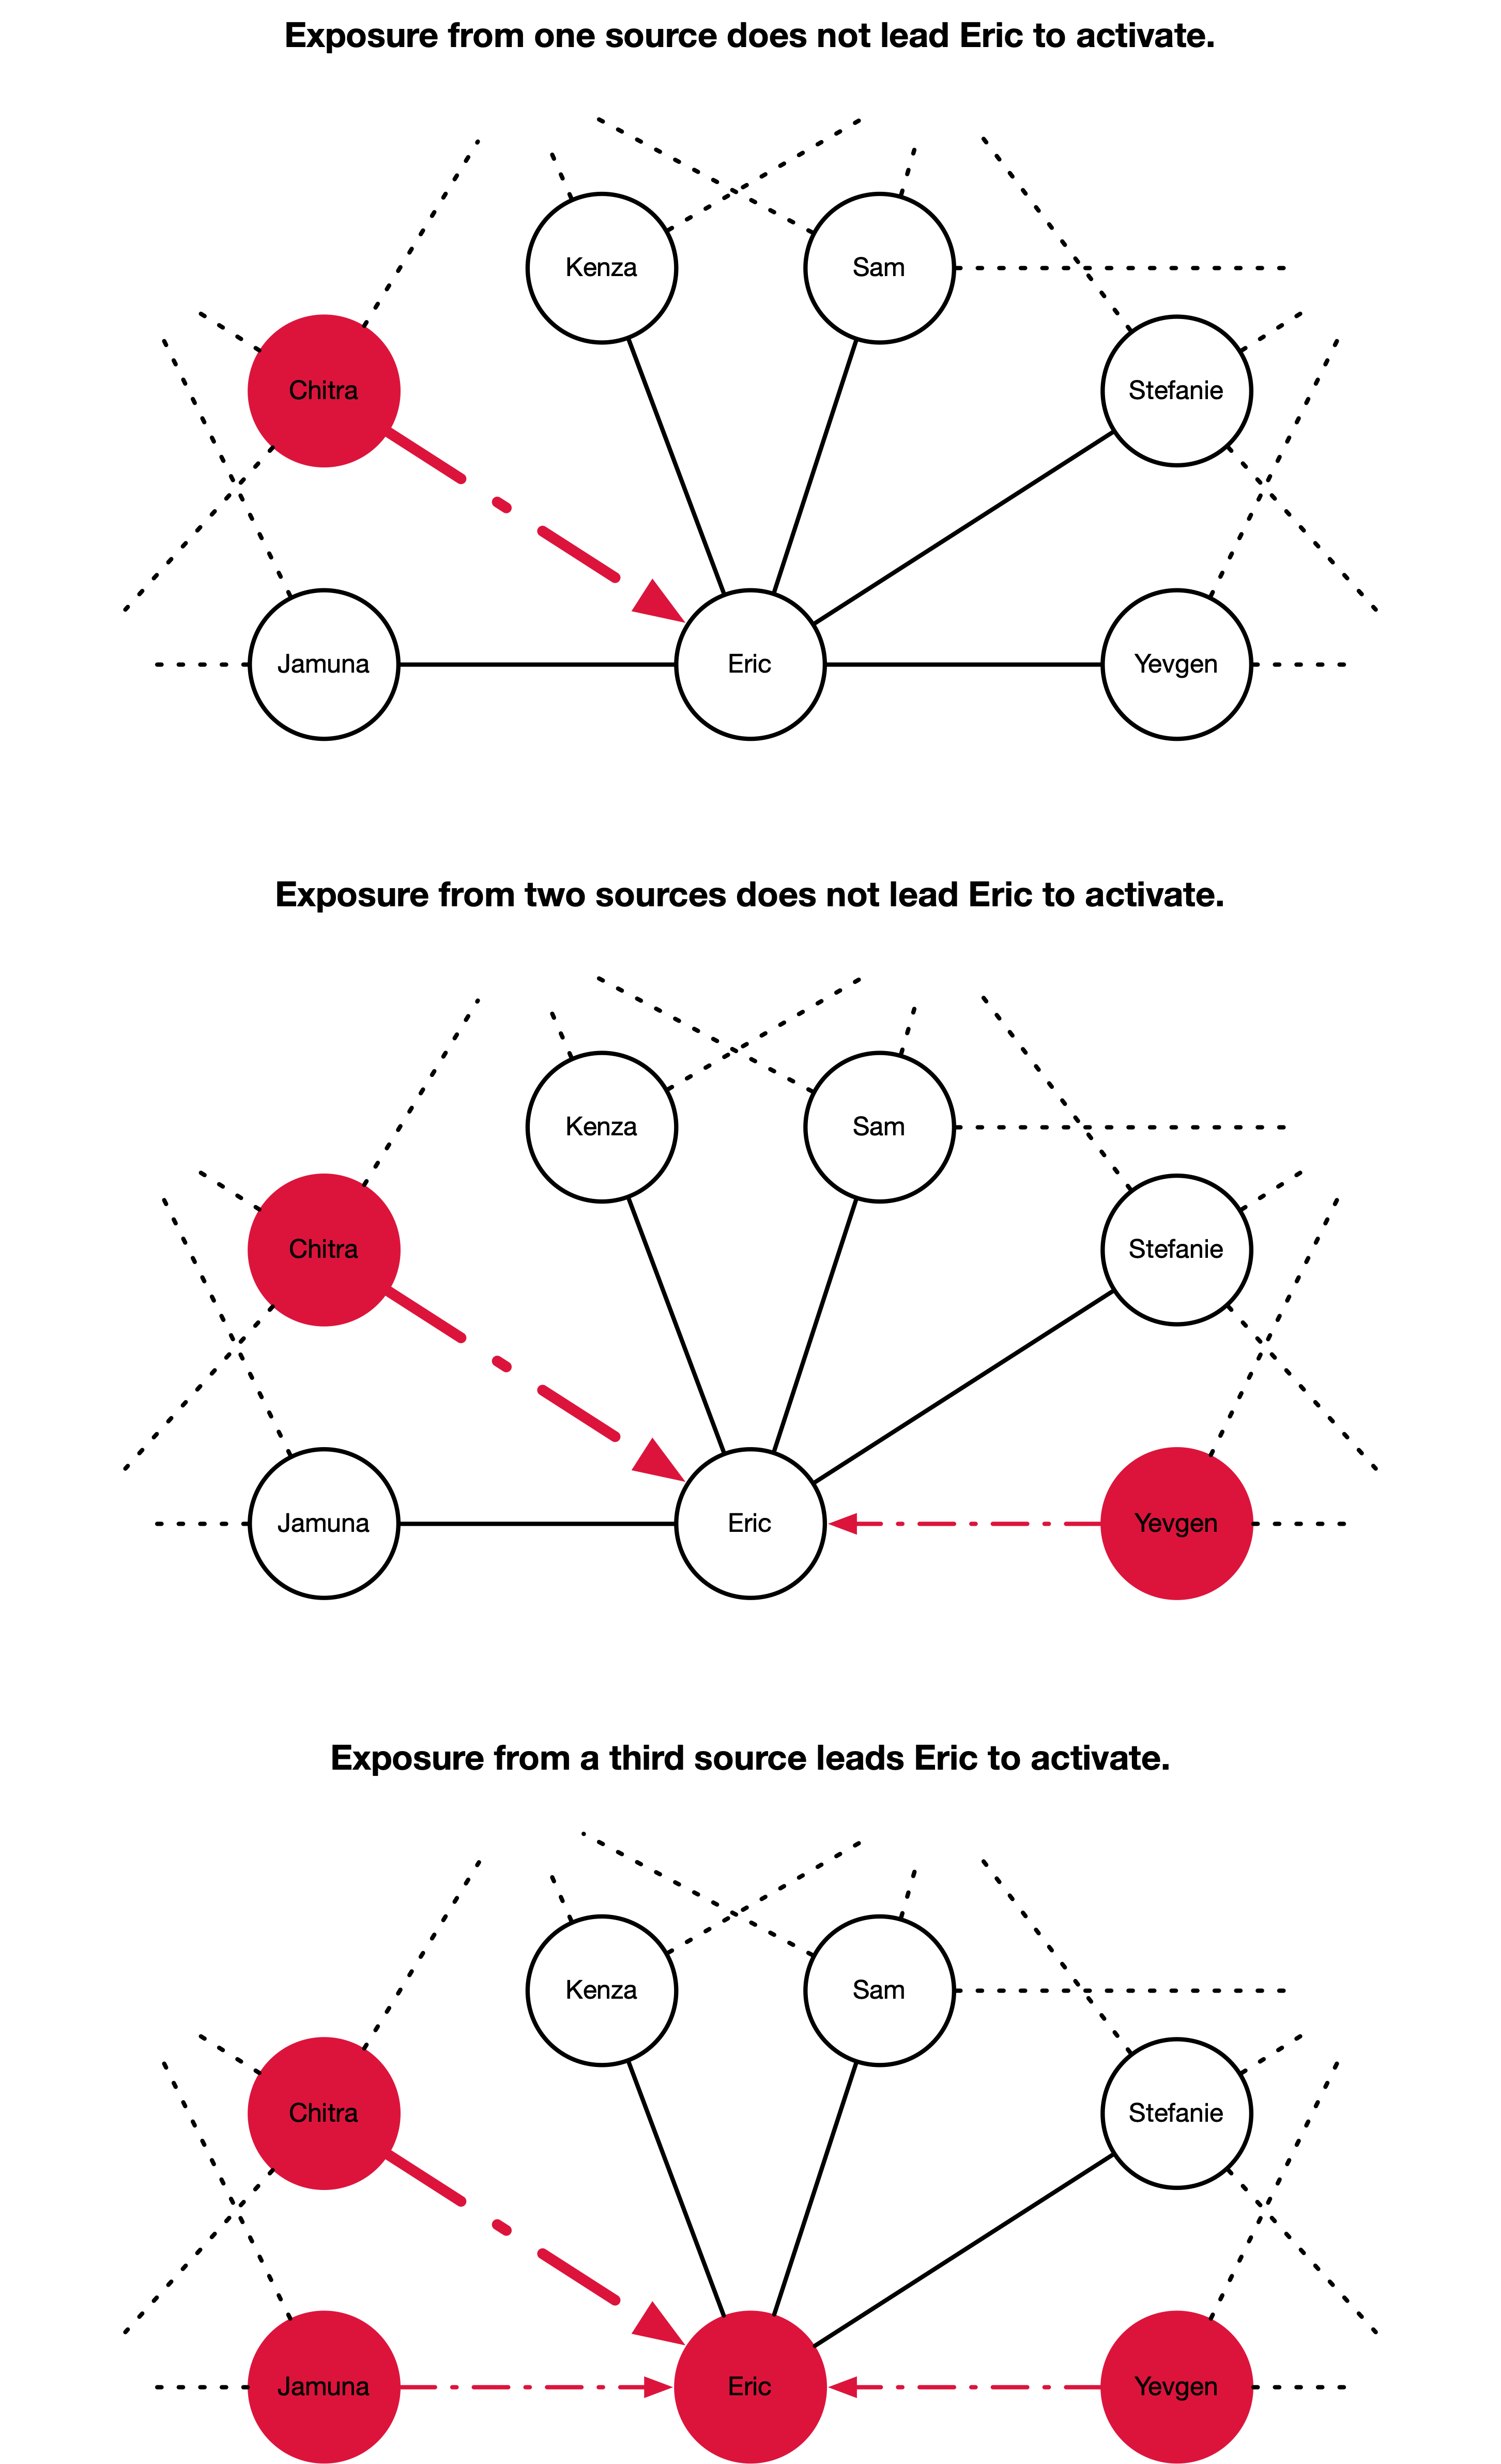 Exposure from one source does not lead Eric to activate.
Kenza
Sam
Chitra
Stefanie
Jamuna
Eric
Yevgen
Exposure from two sources does not lead Eric to activate.
Kenza
Sam
Chitra
Stefanie
Jamuna
Eric
Yevgen
Exposure from a third source leads Eric to activate.
Kenza
Sam
Chitra
Stefanie
Jamuna
Eric
Yevgen